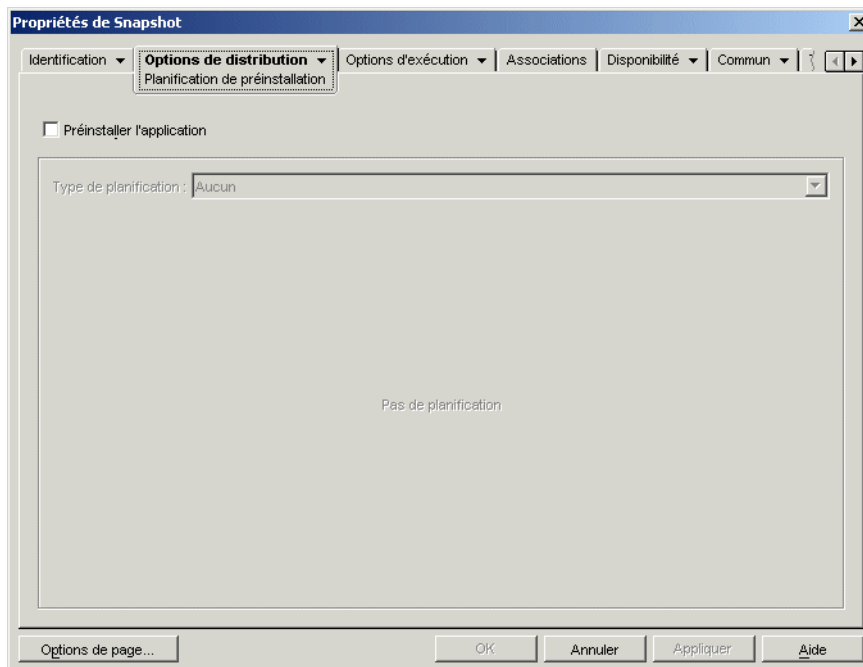 Propriétés de Snapshot
Identification Options de distribution Options d'exécution Associations Disponibilité Commun
Planification de préinstallation
Préinstaller l'application
Type de planification : Aucun
Pas de planification
Options de page... OK Annuler Appliquer Aide